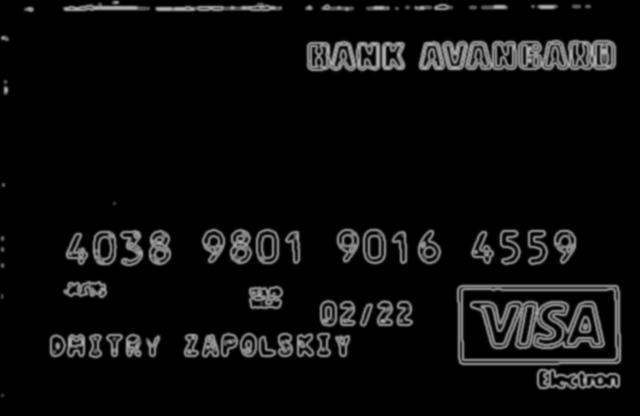 BANK AVANGARD
4038 9801 9016 4559
02/22
DMITRY ZAPOLSKIY
VISA
Electron